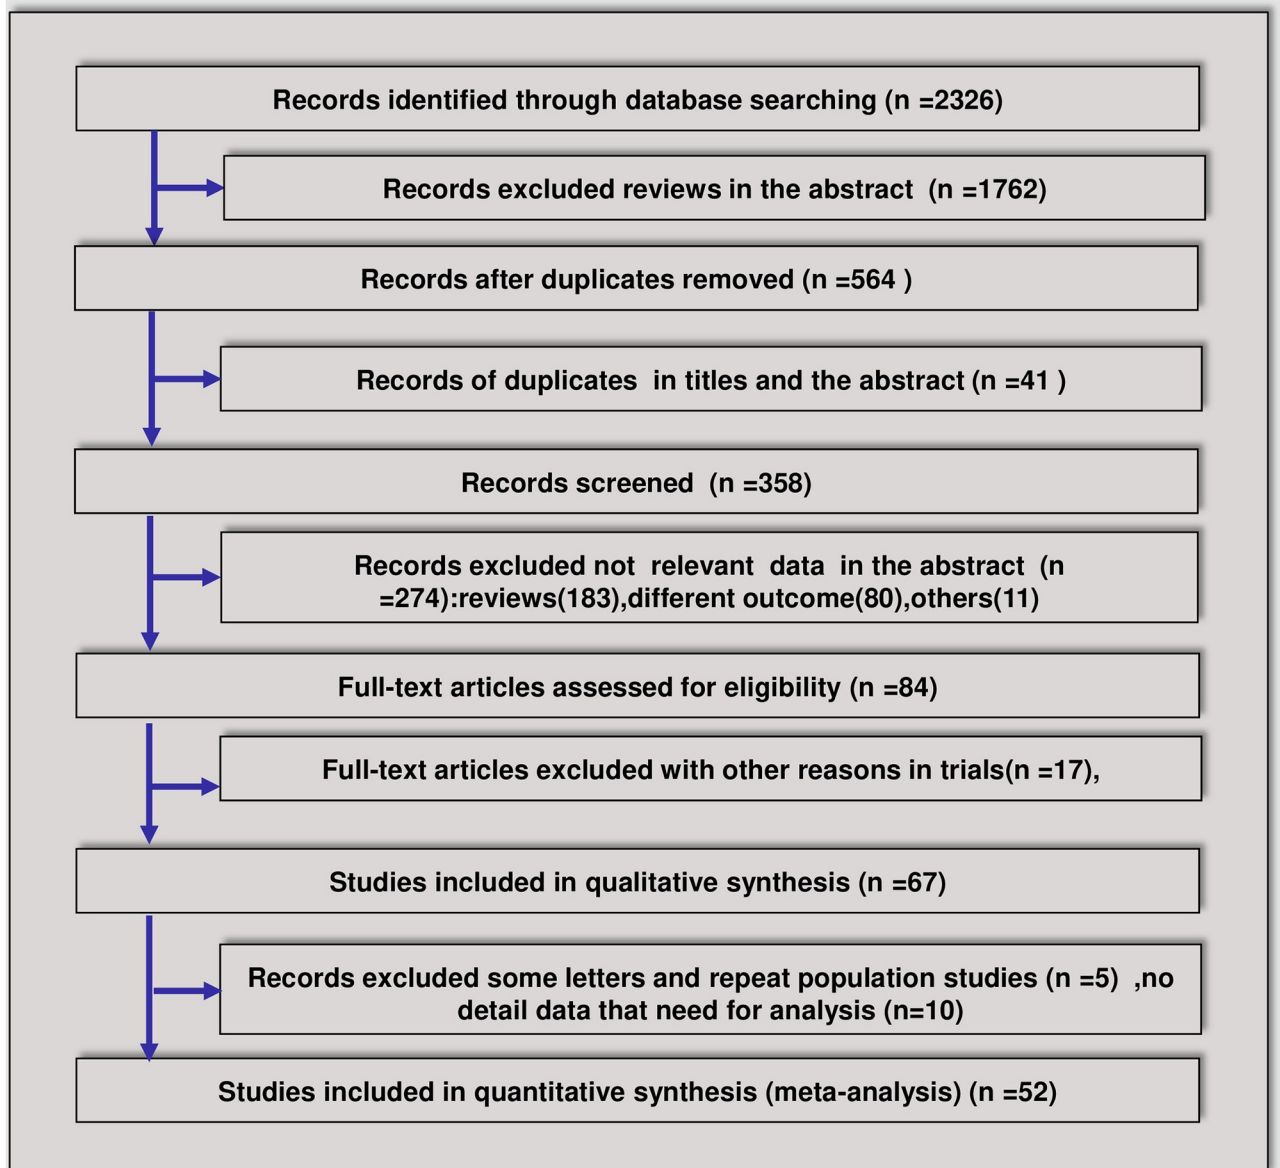 Records identified through database searching (n =2326)
Records excluded reviews in the abstract  (n =1762)
Records after duplicates removed (n =564 )
Records of duplicates  in titles and the abstract (n =41 )
Records screened  (n =358)
Records excluded not  relevant  data  in the abstract  (n
=274):reviews(183),different outcome(80),others(11)
Full-text articles assessed for eligibility (n =84)
Full-text articles excluded with other reasons in trials(n =17),
Studies included in qualitative synthesis (n =67)
Records excluded some letters and repeat population studies (n =5)  ,no
detail data that need for analysis (n=10)
Studies included in quantitative synthesis (meta-analysis) (n =52)